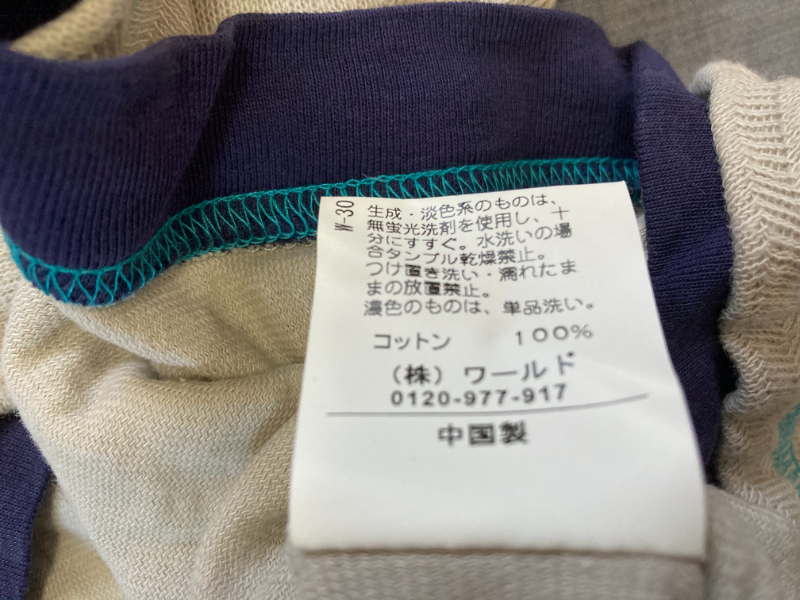 W-30
生成・淡色系のものは、
無蛍光洗剤を使用し、十
分にすすぐ。水洗いの場
合タンブル乾燥禁止。
つけ置き洗い・濡れたま
まの放置禁止。
濃色のものは、単品洗い。
コットン 100%
(株)ワールド
0120-977-917
中国製